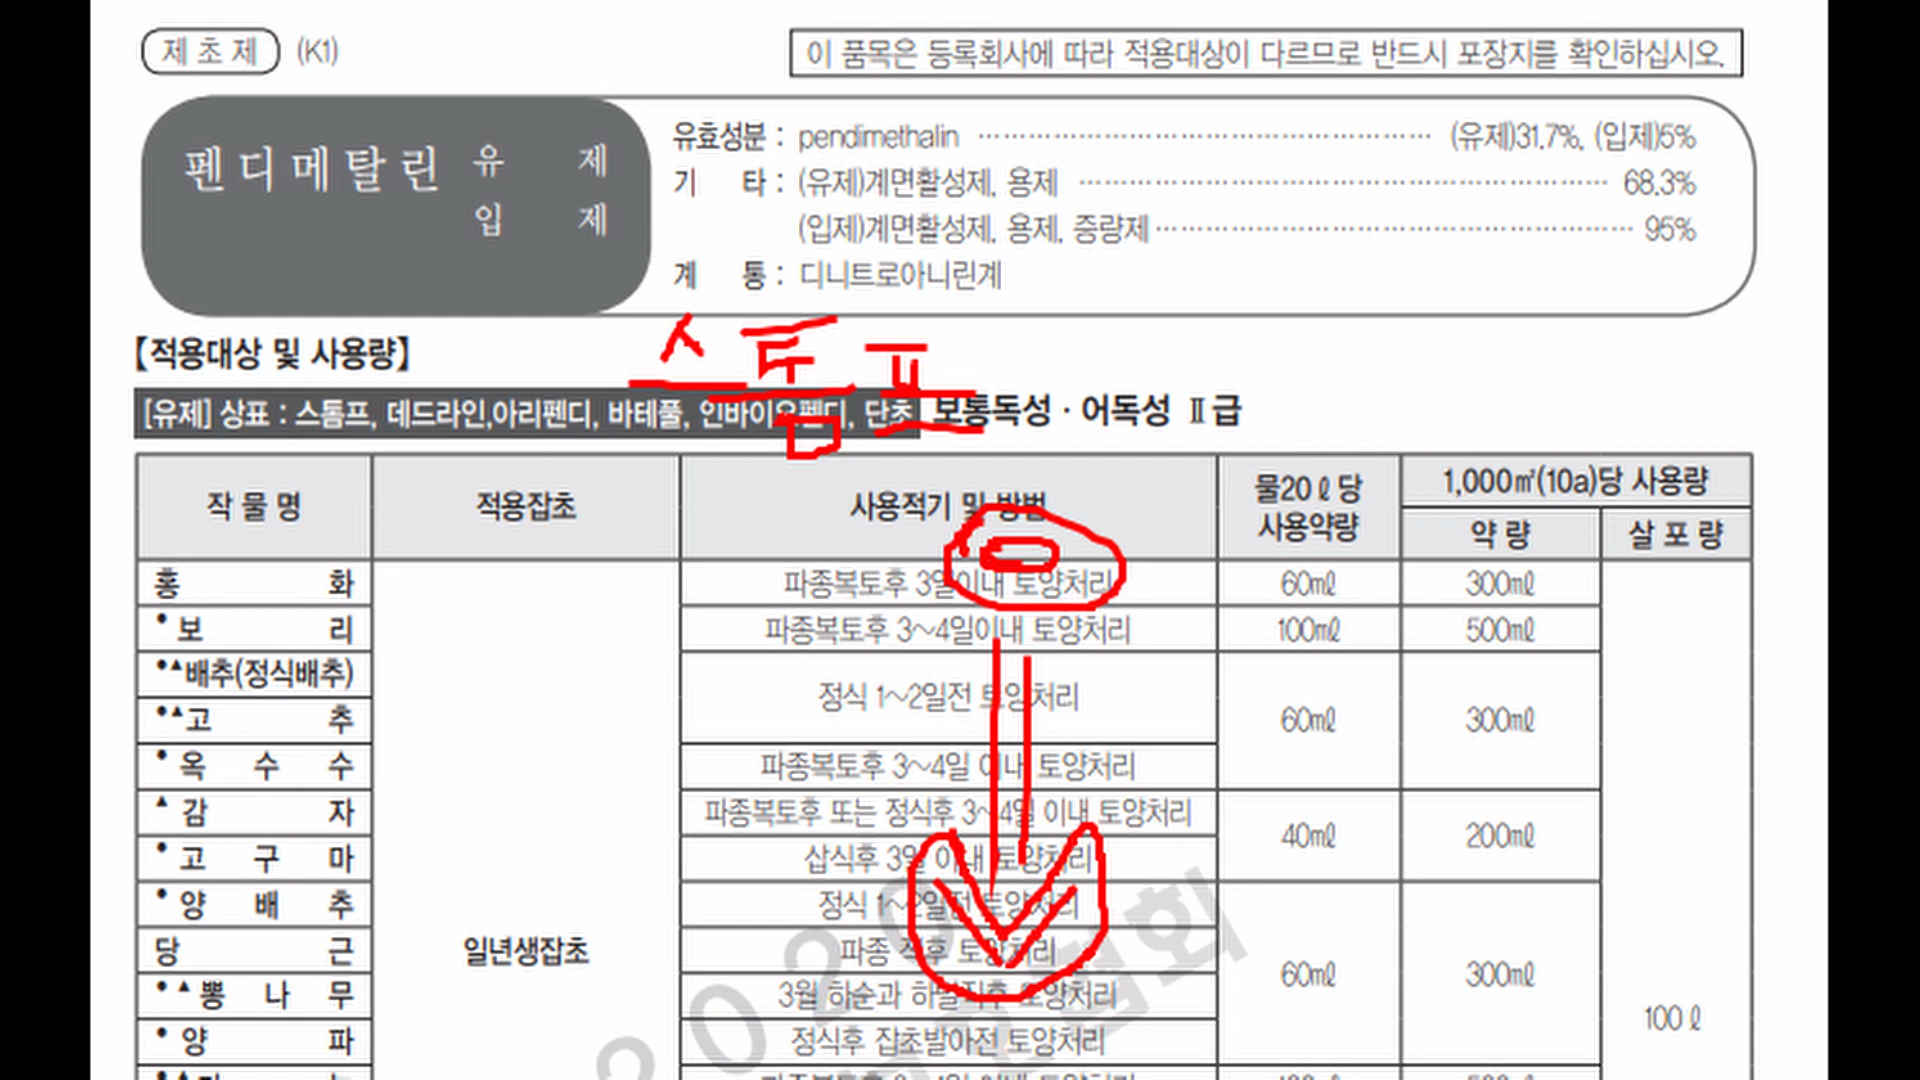 제초제 (K1)
이 품목은 등록회사에 따라 적용대상이 다르므로 반드시 포장지를 확인하십시오.
펜디메탈린 유 제
입 제
유효성분 : pendimethalin ································ (유제)31.7%, (입제)5%
기 타 : (유제)계면활성제, 용제 ································ 68.3%
(입제)계면활성제, 용제, 증량제 ································ 95%
계 통 : 디니트로아니린계
【적용대상 및 사용량】
스톰프
[유제] 상표 : 스톰프, 데드라인,아리펜디, 바테풀, 인바이오펜디, 단초 보통독성 · 어독성 Ⅱ급
작물명 적용잡초 사용적기 및 방법 물20ℓ당 사용약량 1,000㎡(10a)당 사용량
약량 살포량
홍화 파종복토후 3일이내 토양처리 60㎖ 300㎖
•보리 파종복토후 3~4일이내 토양처리 100㎖ 500㎖
•▲배추(정식배추)
정식 1~2일전 토양처리 60㎖ 300㎖
•▲고추
•옥수수 파종복토후 3~4일 이내 토양처리
▲감자 파종복토후 또는 정식후 3~4일 이내 토양처리 40㎖ 200㎖
•고구마 삽식후 3일 이내 토양처리
•양배추 정식 1~2일전 토양처리
당근 일년생잡초 파종 직후 토양처리 60㎖ 300㎖
•▲뽕나무 3월 하순과 하벌직후 토양처리 100ℓ
•양파 정식후 잡초발아전 토양처리
2020